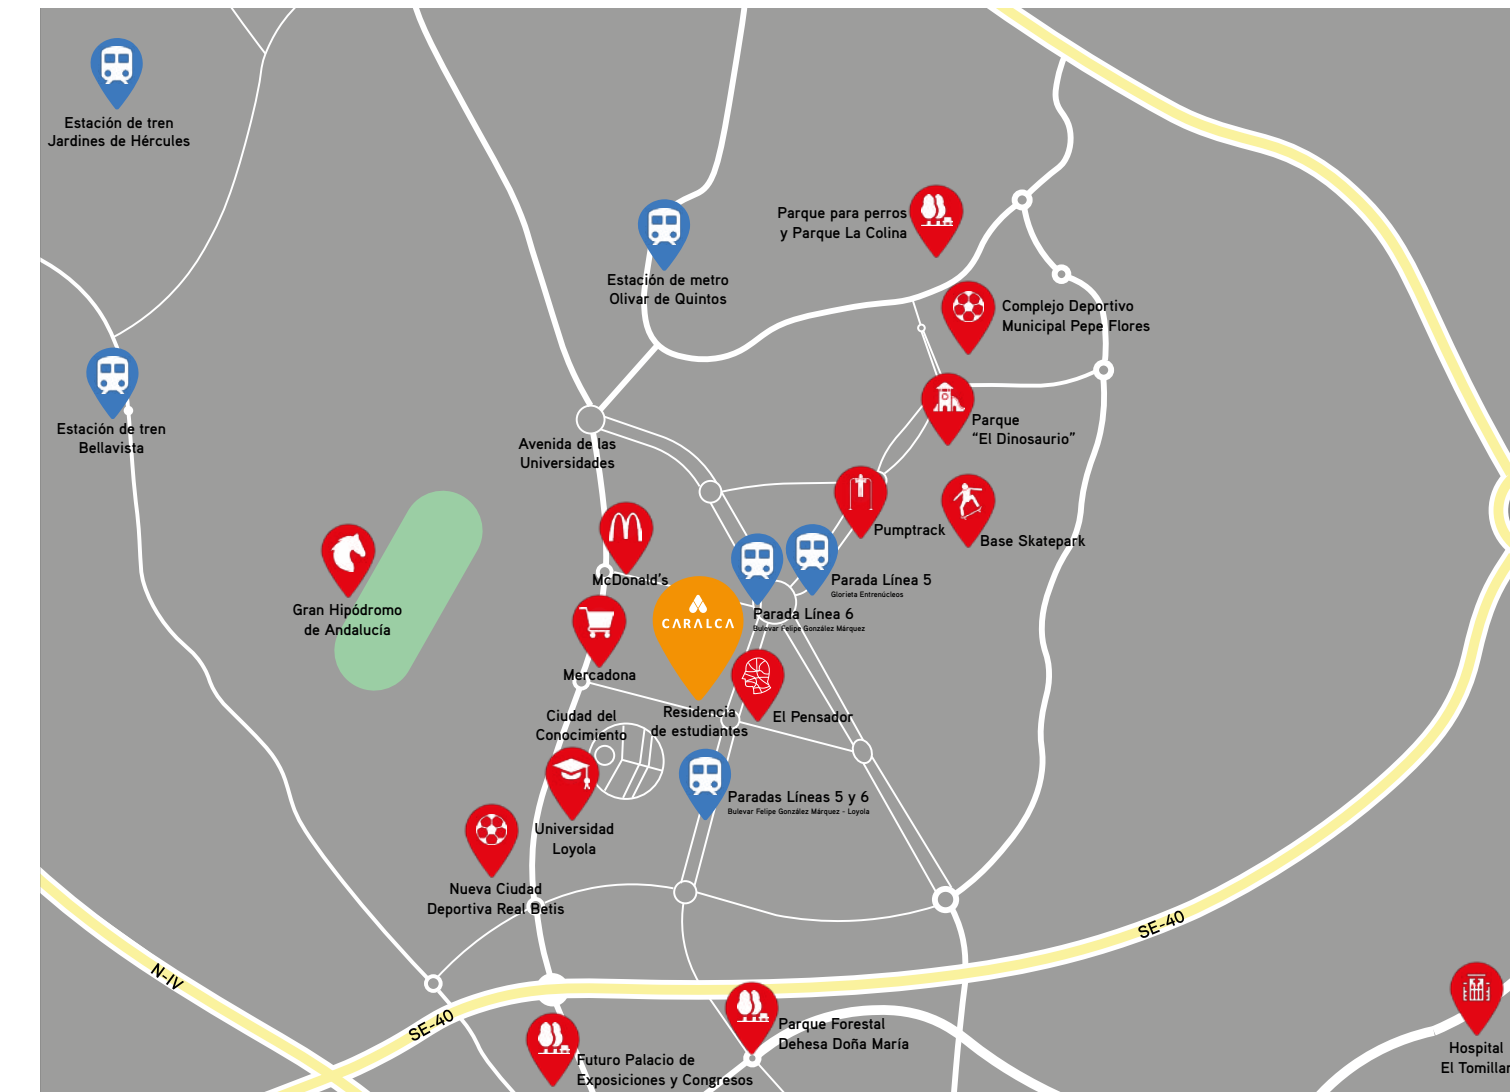 Estación de tren
Jardines de Hércules
Parque para perros
y Parque La Colina
Estación de metro
Olivar de Quintos
Complejo Deportivo
Municipal Pepe Flores
Estación de tren
Bellavista
Avenida de las
Universidades
Parque
“El Dinosaurio”
Pumptrack
Base Skatepark
McDonald’s
Parada Línea 5
Glorieta Entrenúcleos
Gran Hipódromo
de Andalucía
Parada Línea 6
Bulevar Felipe González Márquez
CARALCA
Mercadona
Residencia
de estudiantes
El Pensador
Ciudad del
Conocimiento
Paradas Líneas 5 y 6
Bulevar Felipe González Márquez - Loyola
Universidad
Loyola
Nueva Ciudad
Deportiva Real Betis
SE-40
N-IV
SE-40
Parque Forestal
Dehesa Doña María
Futuro Palacio de
Exposiciones y Congresos
Hospital
El Tomillar